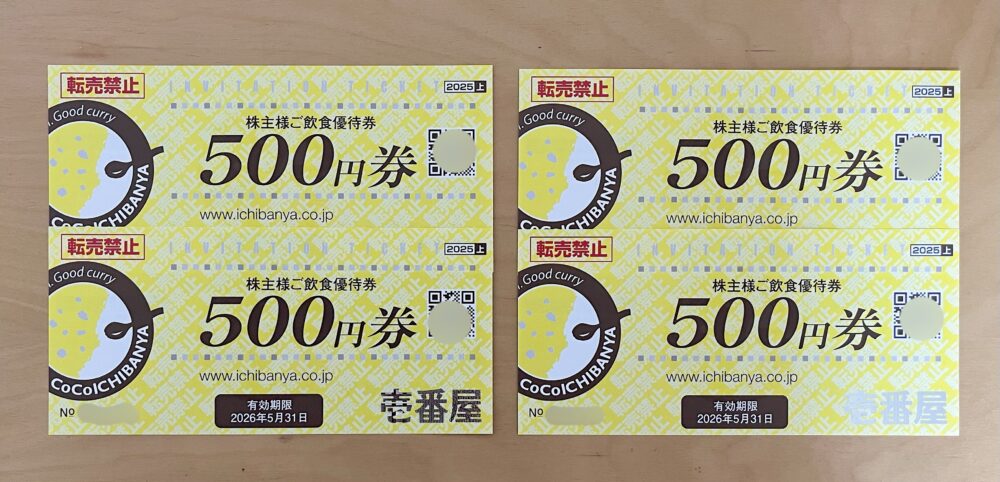 転売禁止
INVITATION TICKET
2025上
. Good curry
CoCoICHIBANYA
株主様ご飲食優待券
500円券
www.ichibanya.co.jp
転売禁止
INVITATION TICKET
2025上
. Good curry
CoCoICHIBANYA
株主様ご飲食優待券
500円券
www.ichibanya.co.jp
No
有効期限
2026年5月31日
壱番屋
転売禁止
INVITATION TICKET
2025上
. Good curry
CoCoICHIBANYA
株主様ご飲食優待券
500円券
www.ichibanya.co.jp
転売禁止
INVITATION TICKET
2025上
. Good curry
CoCoICHIBANYA
株主様ご飲食優待券
500円券
www.ichibanya.co.jp
No
有効期限
2026年5月31日
壱番屋